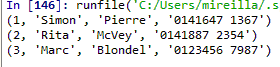 In [146]: runfile('C:/Users/mireilla/.s
(1, 'Simon', 'Pierre', '0141647 1367')
(2, 'Rita', 'McVey', '0141887 2354')
(3, 'Marc', 'Blondel', '0123456 7987')